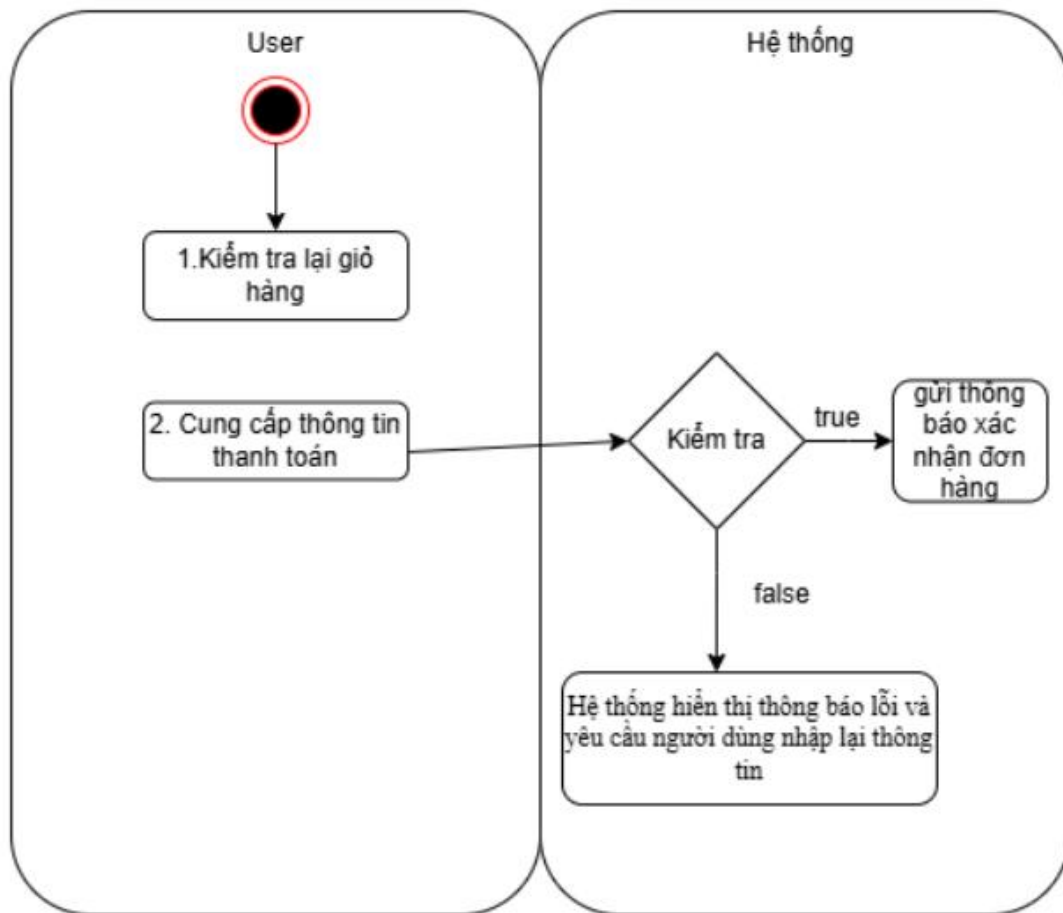 User
Hệ thống
1.Kiểm tra lại giỏ
hàng
2. Cung cấp thông tin
thanh toán
Kiểm tra
true
gửi thông
báo xác
nhận đơn
hàng
false
Hệ thống hiển thị thông báo lỗi và
yêu cầu người dùng nhập lại thông
tin